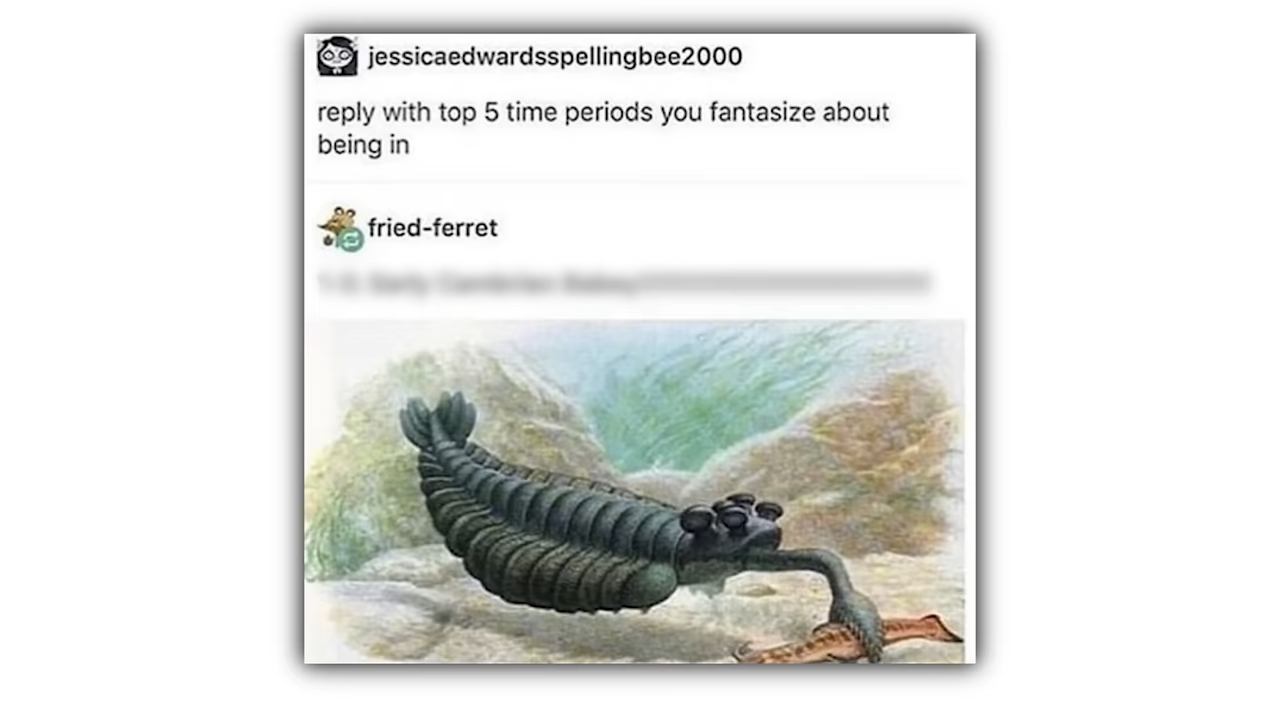 jessicaedwardsspellingbee2000
reply with top 5 time periods you fantasize about
being in
fried-ferret